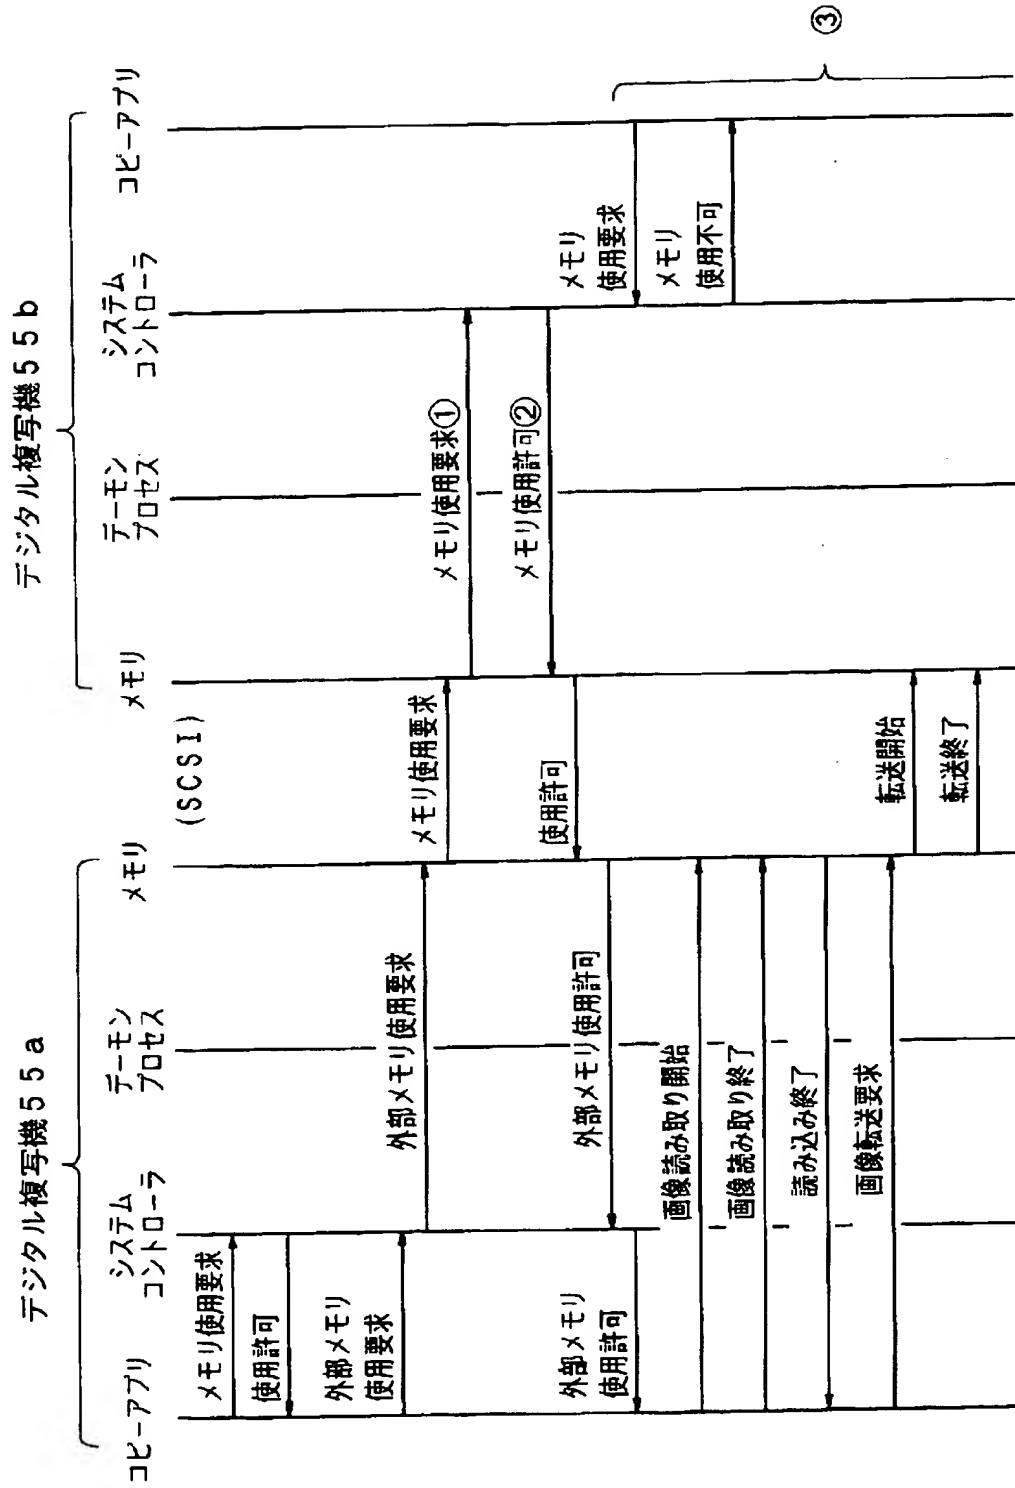 デジタル複写機55a
デジタル複写機55b
コピーアプリ
システム
コントローラ
デーモン
プロセス
メモリ
(SCSI)
メモリ
デーモン
プロセス
システム
コントローラ
コピーアプリ
メモリ使用要求
使用許可
外部メモリ
使用要求
外部メモリ使用要求
メモリ使用要求
メモリ使用要求①
メモリ使用許可②
使用許可
外部メモリ使用許可
外部メモリ
使用許可
メモリ
使用要求
メモリ
使用不可
③
画像読み取り開始
画像読み取り終了
読み込み終了
画像転送要求
転送開始
転送終了